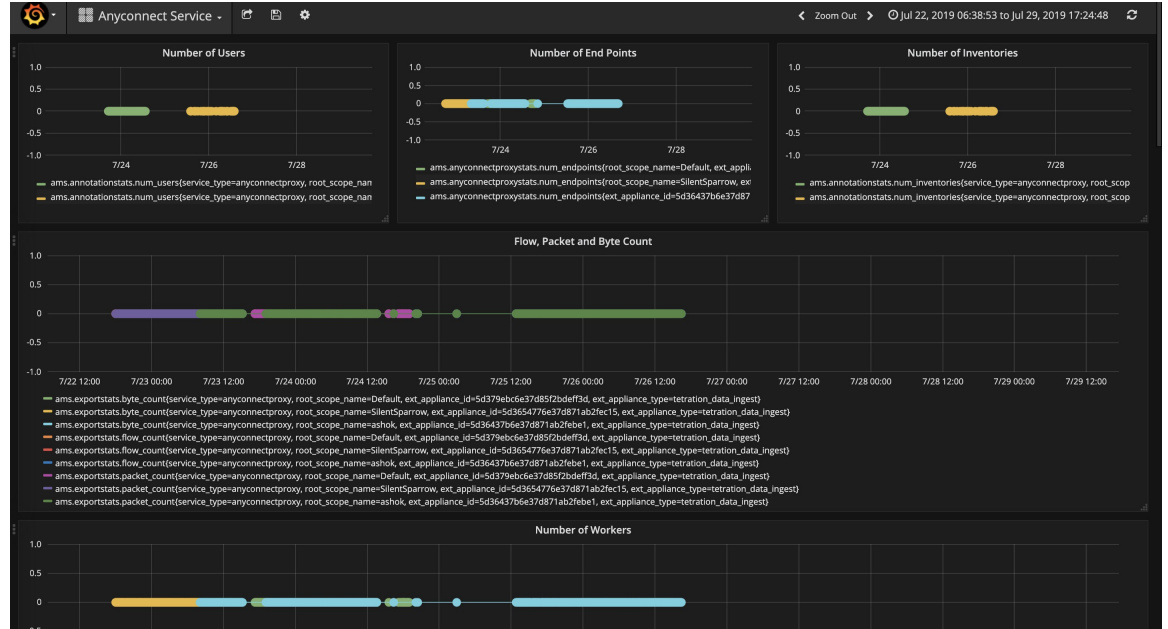 Anyconnect Service
Zoom Out
Jul 22, 2019 06:38:53 to Jul 29, 2019 17:24:48
Number of Users
1.0
0.5
0
-0.5
-1.0
7/24 7/26 7/28
ams.annotationstats.num_users{service_type=anyconnectproxy, root_scope_nan
ams.annotationstats.num_users{service_type=anyconnectproxy, root_scope_nan
Number of End Points
1.0
0.5
0
-0.5
-1.0
7/24 7/26 7/28
ams.anyconnectproxystats.num_endpoints{root_scope_name=Default, ext_appli
ams.anyconnectproxystats.num_endpoints{root_scope_name=SilentSparrow, ext
ams.anyconnectproxystats.num_endpoints{ext_appliance_id=5d36437b6e37d87
Number of Inventories
1.0
0.5
0
-0.5
-1.0
7/24 7/26 7/28
ams.annotationstats.num_inventories{service_type=anyconnectproxy, root_scop
ams.annotationstats.num_inventories{service_type=anyconnectproxy, root_scop
Flow, Packet and Byte Count
1.0
0.5
0
-0.5
-1.0
7/22 12:00 7/23 00:00 7/23 12:00 7/24 00:00 7/24 12:00 7/25 00:00 7/25 12:00 7/26 00:00 7/26 12:00 7/27 00:00 7/27 12:00 7/28 00:00 7/28 12:00 7/29 00:00 7/29 12:00
ams.exportstats.byte_count{service_type=anyconnectproxy, root_scope_name=Default, ext_appliance_id=5d379ebc6e37d85f2bdeff3d, ext_appliance_type=tetration_data_ingest}
ams.exportstats.byte_count{service_type=anyconnectproxy, root_scope_name=SilentSparrow, ext_appliance_id=5d3654776e37d871ab2fec15, ext_appliance_type=tetration_data_ingest}
ams.exportstats.byte_count{service_type=anyconnectproxy, root_scope_name=ashok, ext_appliance_id=5d36437b6e37d871ab2febe1, ext_appliance_type=tetration_data_ingest}
ams.exportstats.flow_count{service_type=anyconnectproxy, root_scope_name=Default, ext_appliance_id=5d379ebc6e37d85f2bdeff3d, ext_appliance_type=tetration_data_ingest}
ams.exportstats.flow_count{service_type=anyconnectproxy, root_scope_name=SilentSparrow, ext_appliance_id=5d3654776e37d871ab2fec15, ext_appliance_type=tetration_data_ingest}
ams.exportstats.flow_count{service_type=anyconnectproxy, root_scope_name=ashok, ext_appliance_id=5d36437b6e37d871ab2febe1, ext_appliance_type=tetration_data_ingest}
ams.exportstats.packet_count{service_type=anyconnectproxy, root_scope_name=Default, ext_appliance_id=5d379ebc6e37d85f2bdeff3d, ext_appliance_type=tetration_data_ingest}
ams.exportstats.packet_count{service_type=anyconnectproxy, root_scope_name=SilentSparrow, ext_appliance_id=5d3654776e37d871ab2fec15, ext_appliance_type=tetration_data_ingest}
ams.exportstats.packet_count{service_type=anyconnectproxy, root_scope_name=ashok, ext_appliance_id=5d36437b6e37d871ab2febe1, ext_appliance_type=tetration_data_ingest}
Number of Workers
1.0
0.5
0